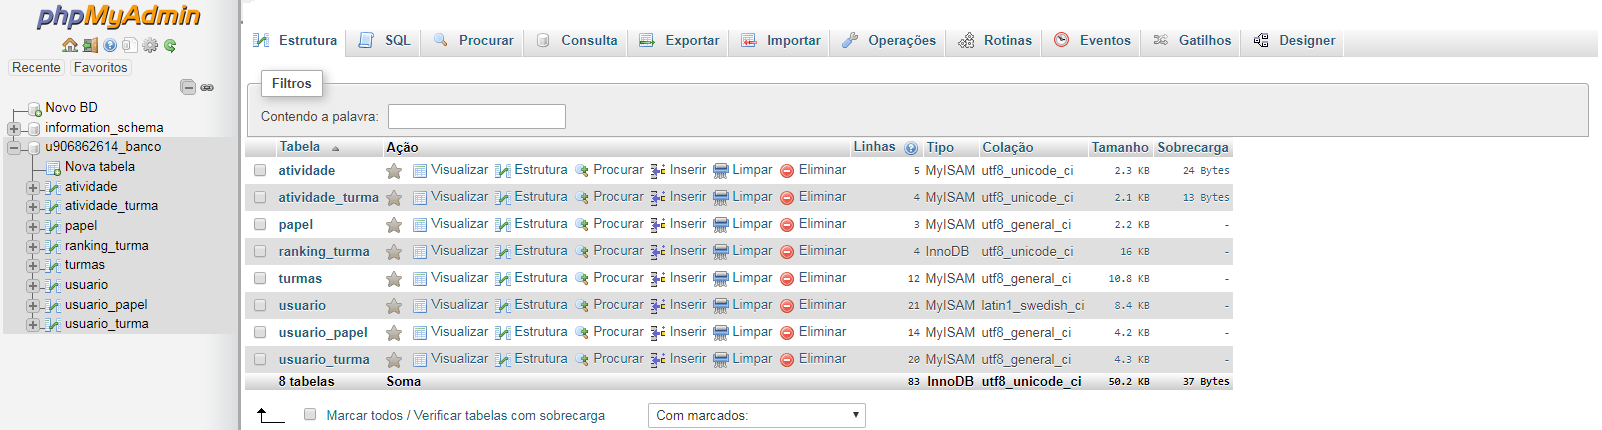 phpMyAdmin
Recente Favoritos
Novo BD
information_schema
u906862614_banco
Nova tabela
atividade
atividade_turma
papel
ranking_turma
turmas
usuario
usuario_papel
usuario_turma
Estrutura SQL Procurar Consulta Exportar Importar Operações Rotinas Eventos Gatilhos Designer
Filtros
Contendo a palavra:
Tabela Ação Linhas Tipo Colação Tamanho Sobrecarga
atividade Visualizar Estrutura Procurar Inserir Limpar Eliminar 5 MyISAM utf8_unicode_ci 2.3 KB 24 Bytes
atividade_turma Visualizar Estrutura Procurar Inserir Limpar Eliminar 4 MyISAM utf8_unicode_ci 2.1 KB 13 Bytes
papel Visualizar Estrutura Procurar Inserir Limpar Eliminar 3 MyISAM utf8_general_ci 2.2 KB -
ranking_turma Visualizar Estrutura Procurar Inserir Limpar Eliminar 4 InnoDB utf8_unicode_ci 16 KB -
turmas Visualizar Estrutura Procurar Inserir Limpar Eliminar 12 MyISAM utf8_general_ci 10.8 KB -
usuario Visualizar Estrutura Procurar Inserir Limpar Eliminar 21 MyISAM latin1_swedish_ci 8.4 KB -
usuario_papel Visualizar Estrutura Procurar Inserir Limpar Eliminar 14 MyISAM utf8_general_ci 4.2 KB -
usuario_turma Visualizar Estrutura Procurar Inserir Limpar Eliminar 20 MyISAM utf8_general_ci 4.3 KB -
8 tabelas Soma 83 InnoDB utf8_unicode_ci 50.2 KB 37 Bytes
Marcar todos / Verificar tabelas com sobrecarga Com marcados: